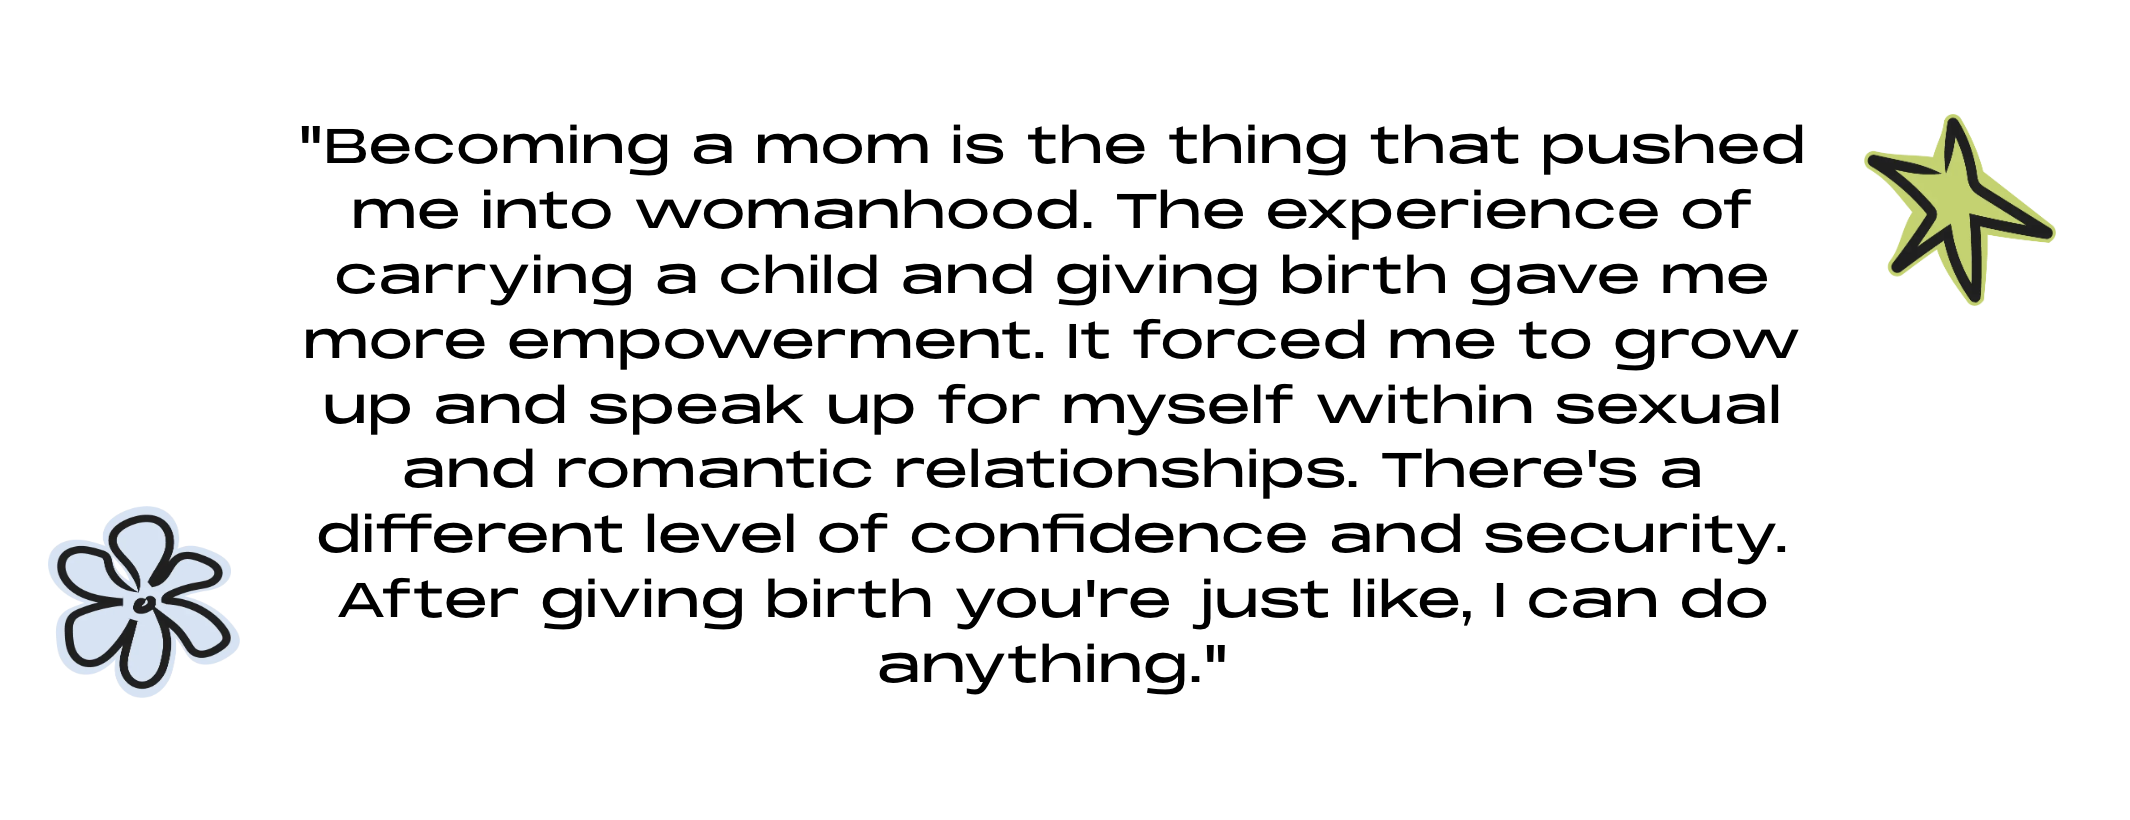 "Becoming a mom is the thing that pushed
me into womanhood. The experience of
carrying a child and giving birth gave me
more empowerment. It forced me to grow
up and speak up for myself within sexual
and romantic relationships. There's a
different level of confidence and security.
After giving birth you're just like, I can do
anything."